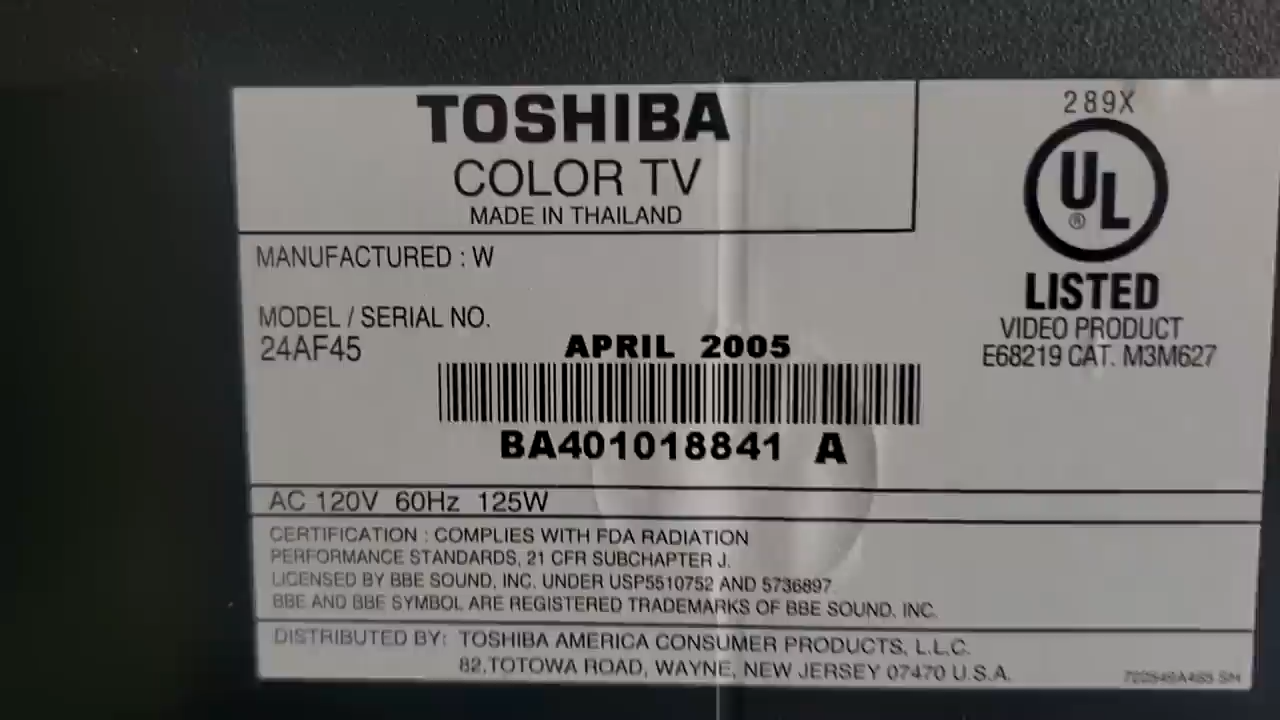 TOSHIBA
COLOR TV
MADE IN THAILAND
289X
UL
®
LISTED
VIDEO PRODUCT
E68219 CAT. M3M627
MANUFACTURED : W
MODEL / SERIAL NO.
24AF45
APRIL 2005
BA401018841 A
AC 120V 60Hz 125W
CERTIFICATION : COMPLIES WITH FDA RADIATION
PERFORMANCE STANDARDS, 21 CFR SUBCHAPTER J.
LICENSED BY BBE SOUND, INC. UNDER USP5510752 AND 5736897
BBE AND BBE SYMBOL ARE REGISTERED TRADEMARKS OF BBE SOUND, INC.
DISTRIBUTED BY: TOSHIBA AMERICA CONSUMER PRODUCTS, L.L.C.
82,TOTOWA ROAD, WAYNE, NEW JERSEY 07470 U.S.A.